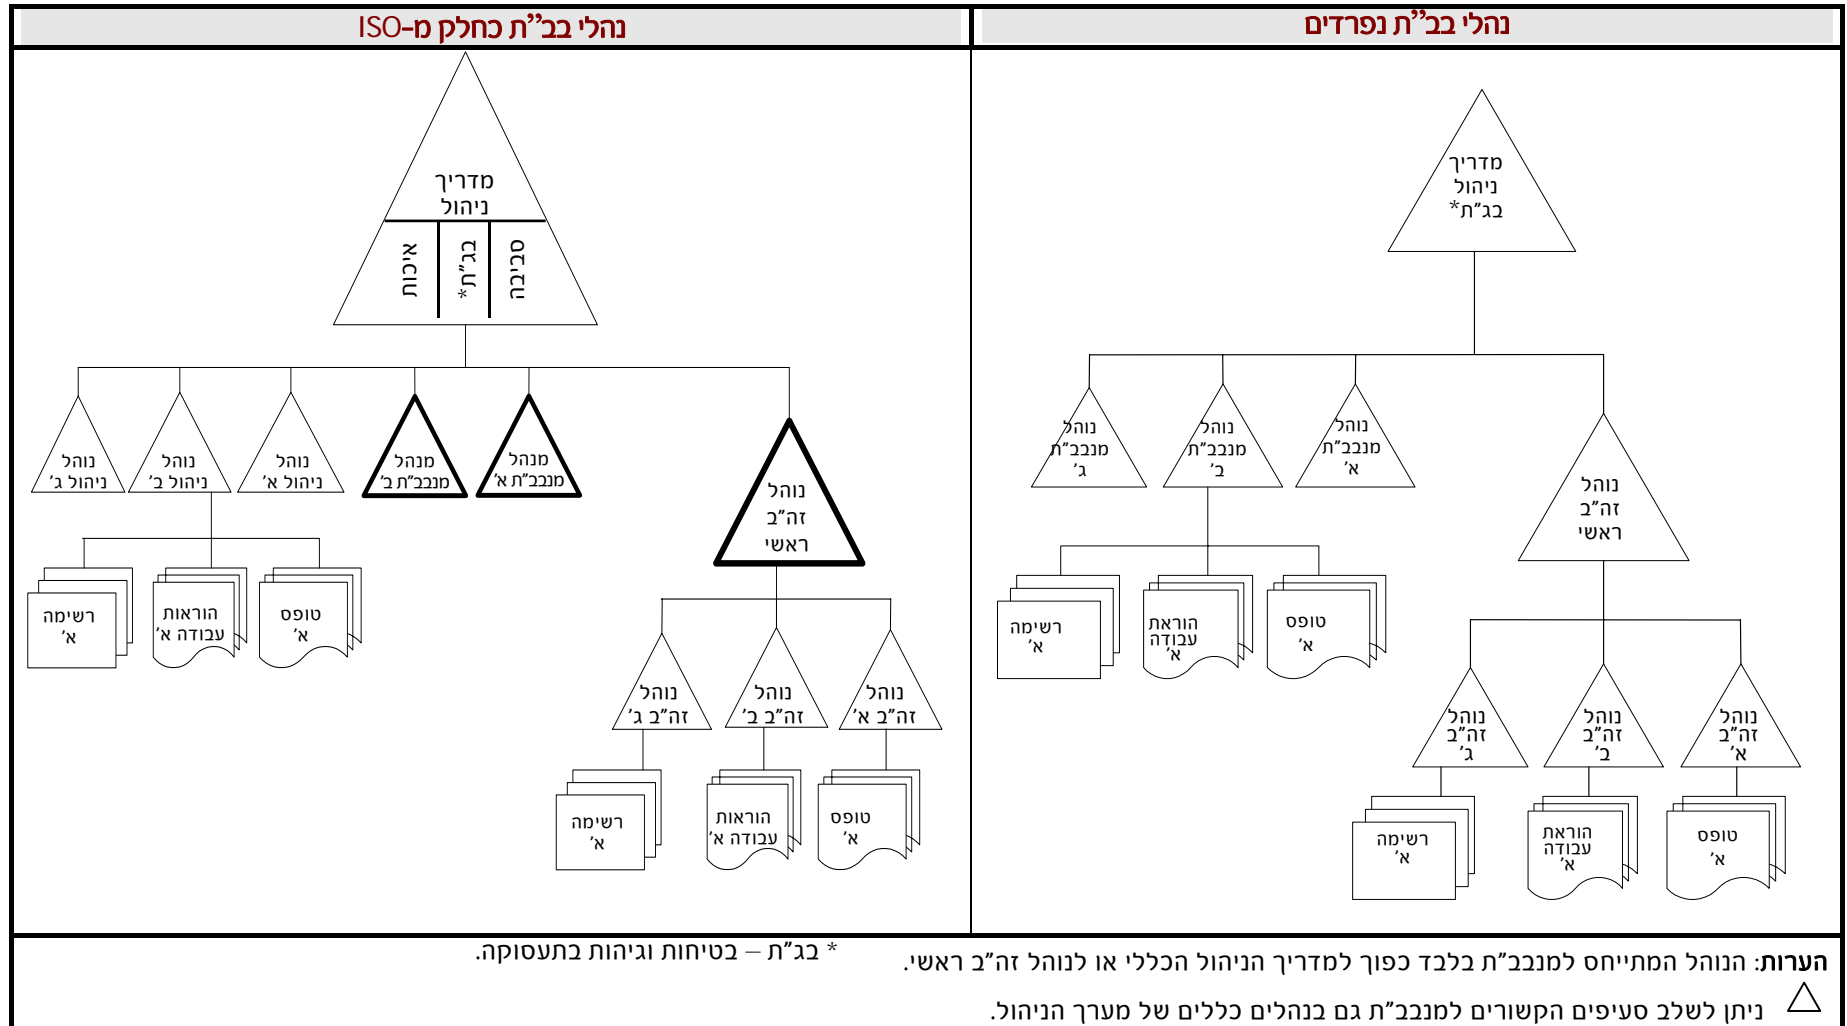 נהלי בב”ת נפרדים
נהלי בב”ת כחלק מ-ISO
מדריך
ניהול
בג”ת*
נוהל
מנבב”ת
א’
נוהל
מנבב”ת
ב’
נוהל
מנבב”ת
ג’
נוהל
זה”ב
ראשי
טופס
א’
הוראת
עבודה
א’
רשימה
א’
נוהל
זה”ב
א’
נוהל
זה”ב
ב’
נוהל
זה”ב
ג’
טופס
א’
הוראת
עבודה
א’
רשימה
א’
מדריך
ניהול
סביבה
בג”ת*
איכות
מנהל
מנבב”ת א’
מנהל
מנבב”ת ב’
נוהל
ניהול א’
נוהל
ניהול ב’
נוהל
ניהול ג’
נוהל
זה”ב
ראשי
טופס
א’
הוראות
עבודה א’
רשימה
א’
נוהל
זה”ב א’
נוהל
זה”ב ב’
נוהל
זה”ב ג’
טופס
א’
הוראות
עבודה א’
רשימה
א’
הערות: הנוהל המתייחס למנבב”ת בלבד כפוך למדריך הניהול הכללי או לנוהל זה”ב ראשי.
* בג”ת – בטיחות וגיהות בתעסוקה.
ניתן לשלב סעיפים הקשורים למנבב”ת גם בנהלים כללים של מערך הניהול.